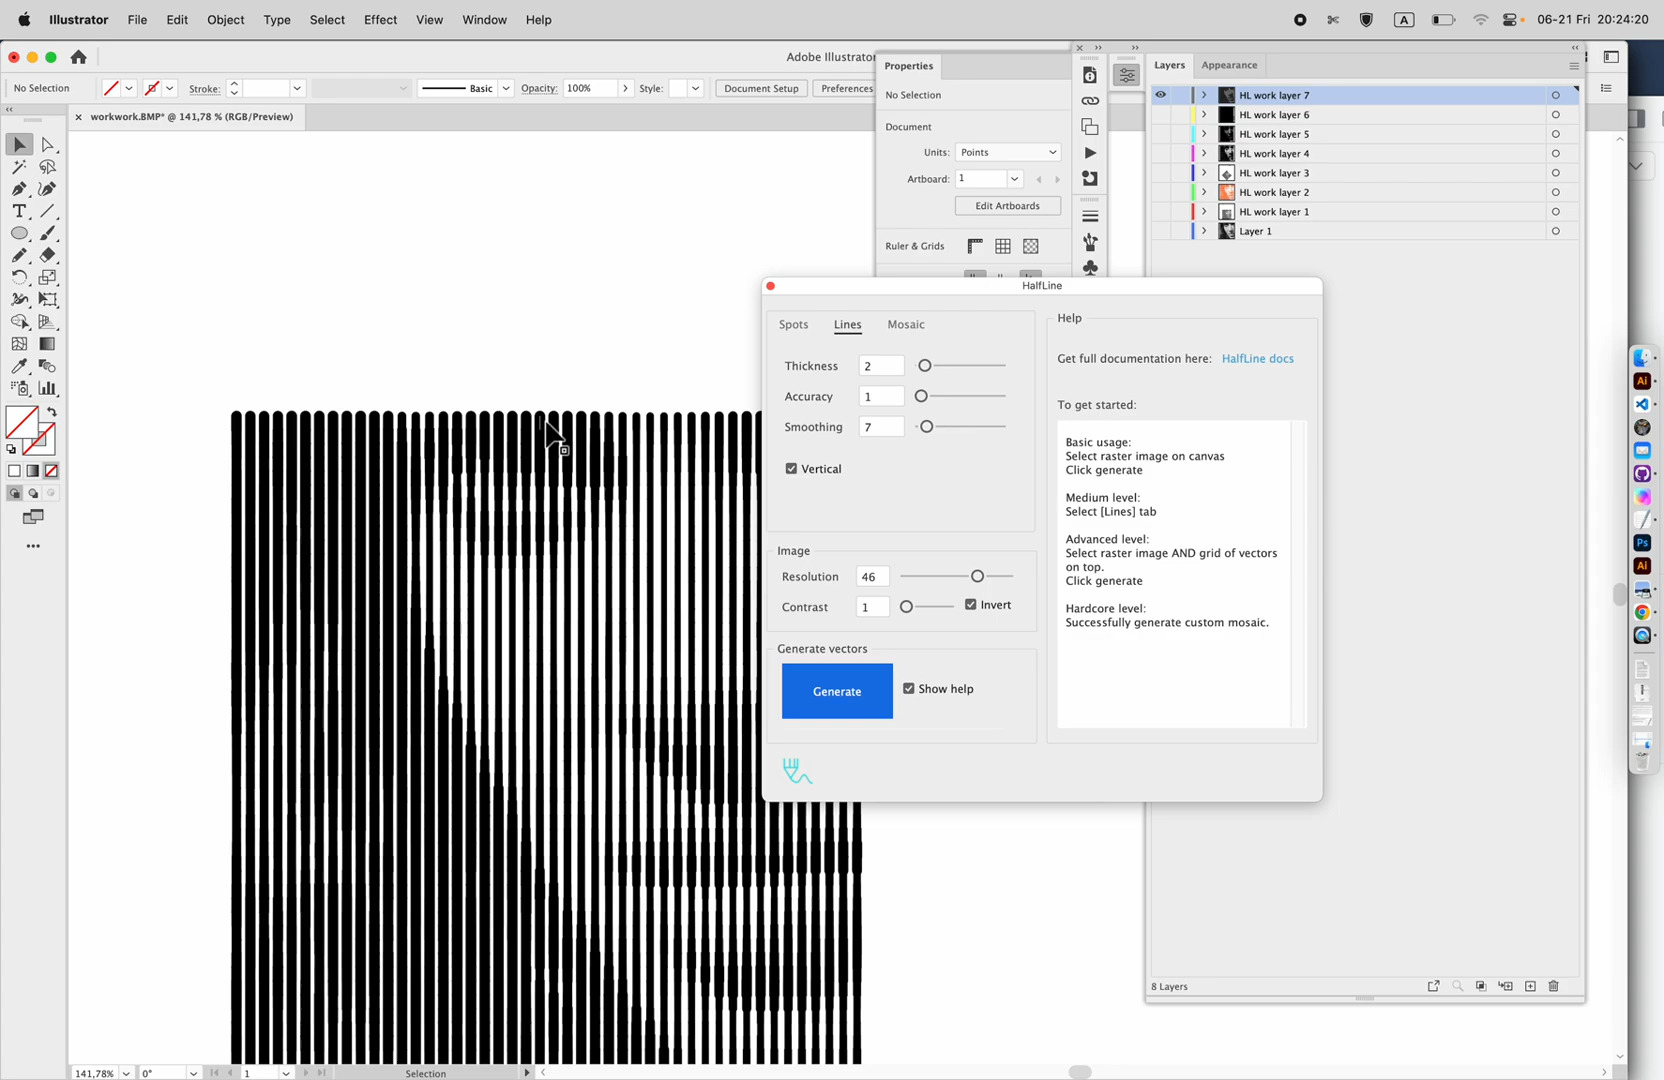 Illustrator File Edit Object Type Select Effect View Window Help
A 06-21 Fri 20:24:20
Adobe Illustrator
No Selection Stroke: Basic Opacity: 100% Style: Document Setup Preferences
workwork.BMP* @ 141,78 % (RGB/Preview)
Properties
No Selection
Document
Units: Points
Artboard: 1
Edit Artboards
Ruler & Grids
Layers Appearance
HL work layer 7
HL work layer 6
HL work layer 5
HL work layer 4
HL work layer 3
HL work layer 2
HL work layer 1
Layer 1
HalfLine
Spots Lines Mosaic
Thickness 2
Accuracy 1
Smoothing 7
Vertical
Image
Resolution 46
Contrast 1 Invert
Generate vectors
Generate
Show help
Help
Get full documentation here: HalfLine docs
To get started:
Basic usage:
Select raster image on canvas
Click generate
Medium level:
Select [Lines] tab
Advanced level:
Select raster image AND grid of vectors
on top.
Click generate
Hardcore level:
Successfully generate custom mosaic.
8 Layers
Ai
Ps
Ai
141,78% 0° 1 Selection